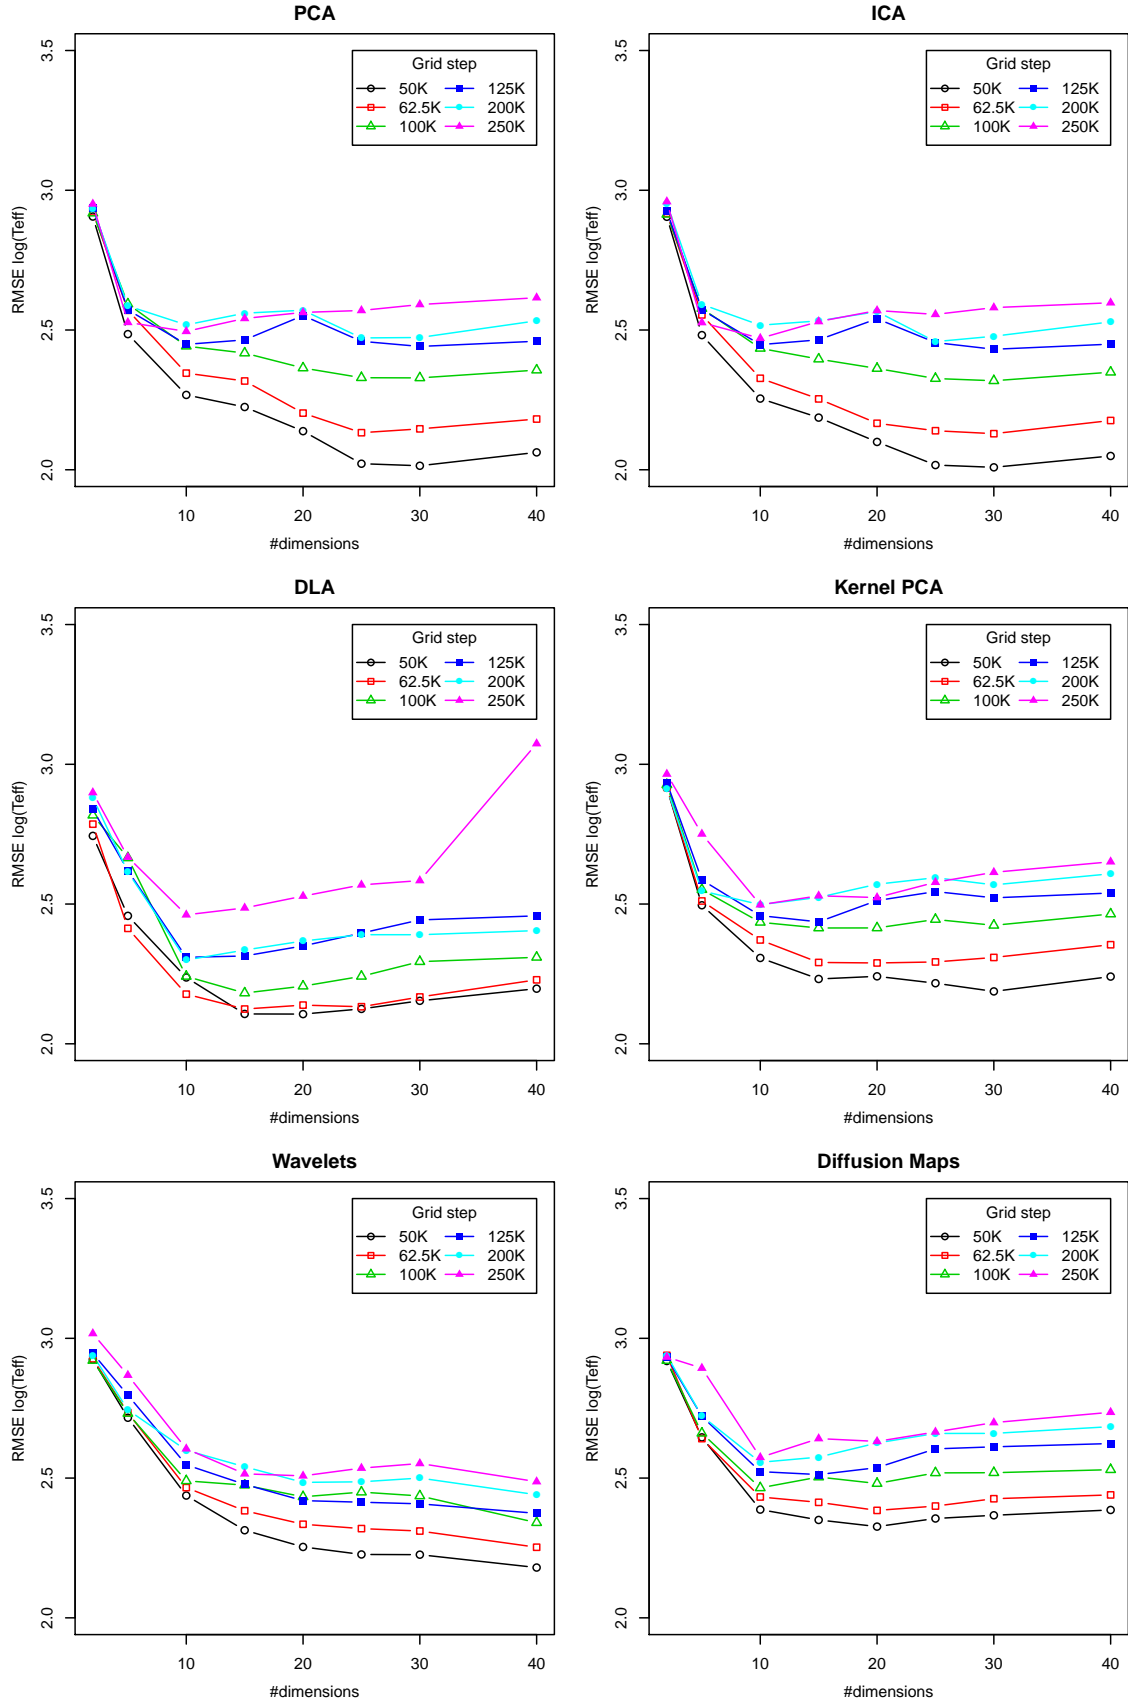 PCA
RMSE log(Teff)
3.5
3.0
2.5
2.0
Grid step
50K 125K
62.5K 200K
100K 250K
10 20 30 40
#dimensions
ICA
RMSE log(Teff)
3.5
3.0
2.5
2.0
Grid step
50K 125K
62.5K 200K
100K 250K
10 20 30 40
#dimensions
DLA
RMSE log(Teff)
3.5
3.0
2.5
2.0
Grid step
50K 125K
62.5K 200K
100K 250K
10 20 30 40
#dimensions
Kernel PCA
RMSE log(Teff)
3.5
3.0
2.5
2.0
Grid step
50K 125K
62.5K 200K
100K 250K
10 20 30 40
#dimensions
Wavelets
RMSE log(Teff)
3.5
3.0
2.5
2.0
Grid step
50K 125K
62.5K 200K
100K 250K
10 20 30 40
#dimensions
Diffusion Maps
RMSE log(Teff)
3.5
3.0
2.5
2.0
Grid step
50K 125K
62.5K 200K
100K 250K
10 20 30 40
#dimensions